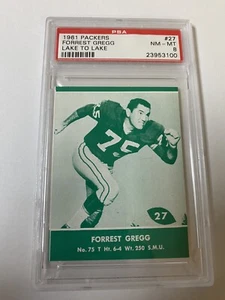 PSA
1961 PACKERS #27
FORREST GREGG NM-MT
LAKE TO LAKE 8
23953100
75
27
FORREST GREGG
No. 75 T Ht. 6-4 Wt. 250 S.M.U.